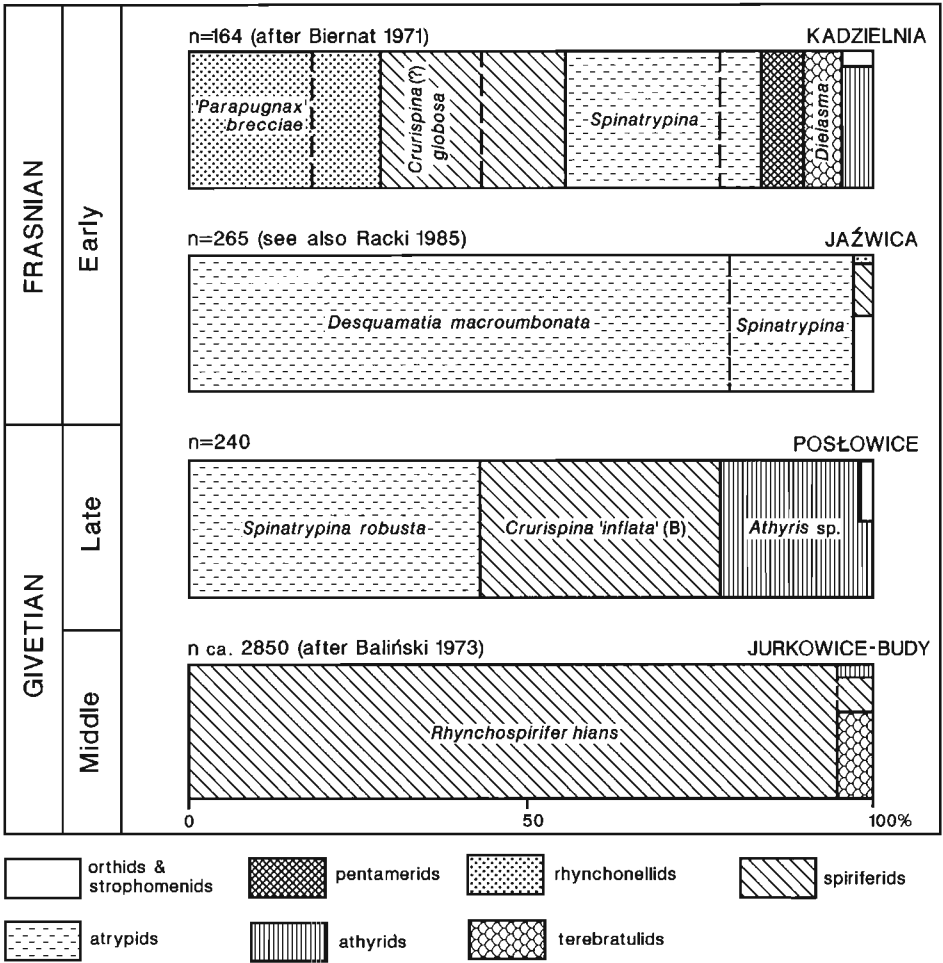 n=164 (after Biernat 1971) KADZIELNIA
'Parapugnax'
brecciae
Crurispina (?)
globosa
Spinatrypina
Dielasma
FRASNIAN
Early
n=265 (see also Racki 1985) JAŹWICA
Desquamatia macroumbonata
Spinatrypina
n=240 POSŁOWICE
Spinatrypina robusta
Crurispina 'inflata' (B)
Athyris sp.
GIVETIAN
Late
Middle
n ca. 2850 (after Baliński 1973) JURKOWICE-BUDY
Rhynchospirifer hians
0 50 100%
orthids &
strophomenids
pentamerids
rhynchonellids
spiriferids
atrypids
athyrids
terebratulids